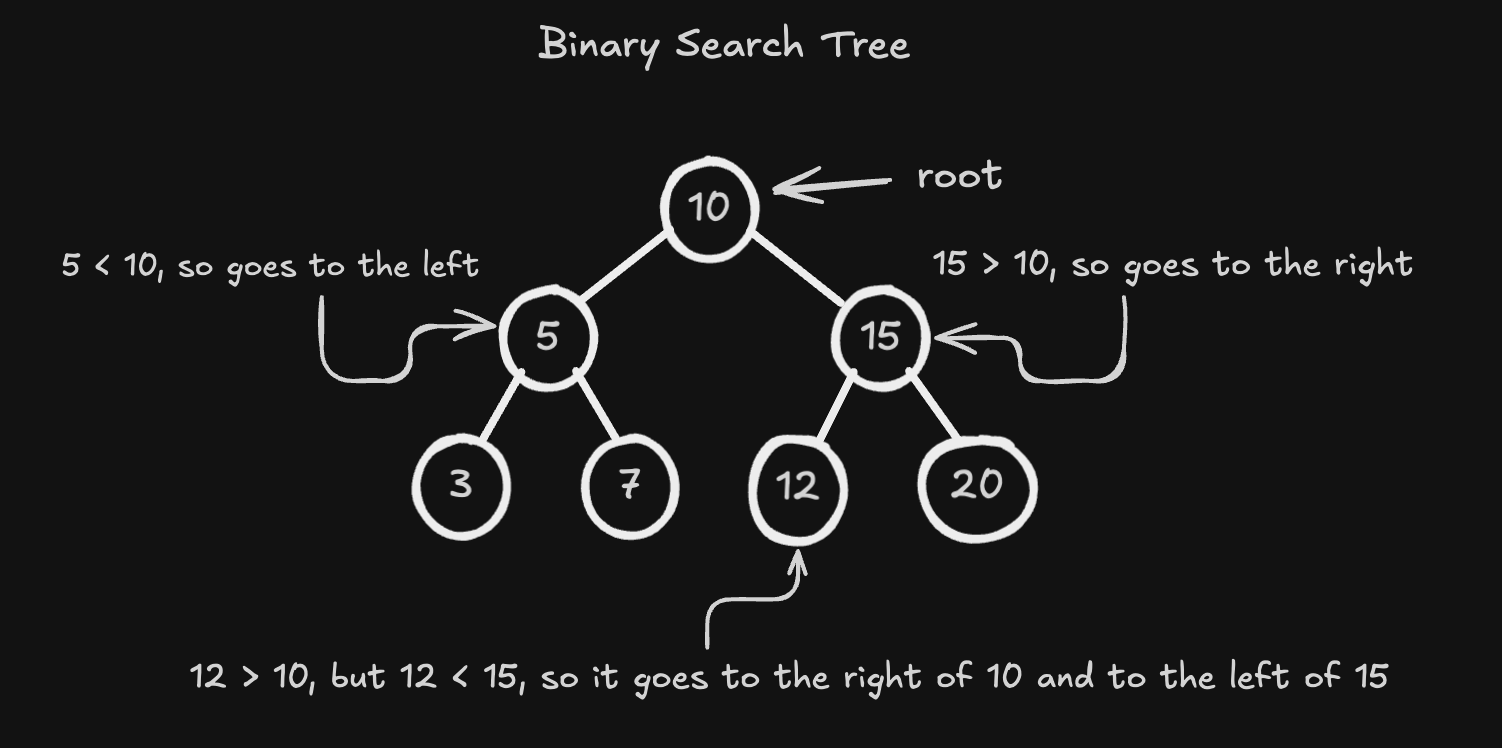 Binary Search Tree
10
root
5 < 10, so goes to the left
15 > 10, so goes to the right
5
15
3
7
12
20
12 > 10, but 12 < 15, so it goes to the right of 10 and to the left of 15